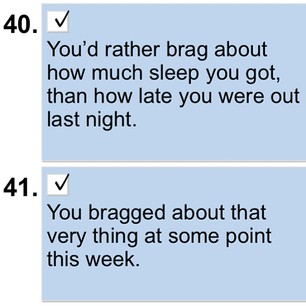 40. ✓
You'd rather brag about
how much sleep you got,
than how late you were out
last night.
41. ✓
You bragged about that
very thing at some point
this week.